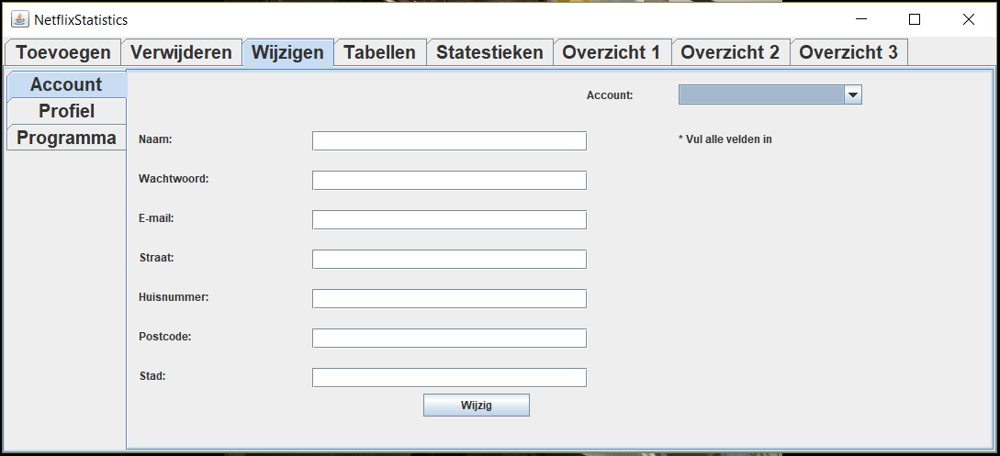 NetflixStatistics
Toevoegen Verwijderen Wijzigen Tabellen Statestieken Overzicht 1 Overzicht 2 Overzicht 3
Account
Profiel
Programma
Account:
Naam:
* Vul alle velden in
Wachtwoord:
E-mail:
Straat:
Huisnummer:
Postcode:
Stad:
Wijzig